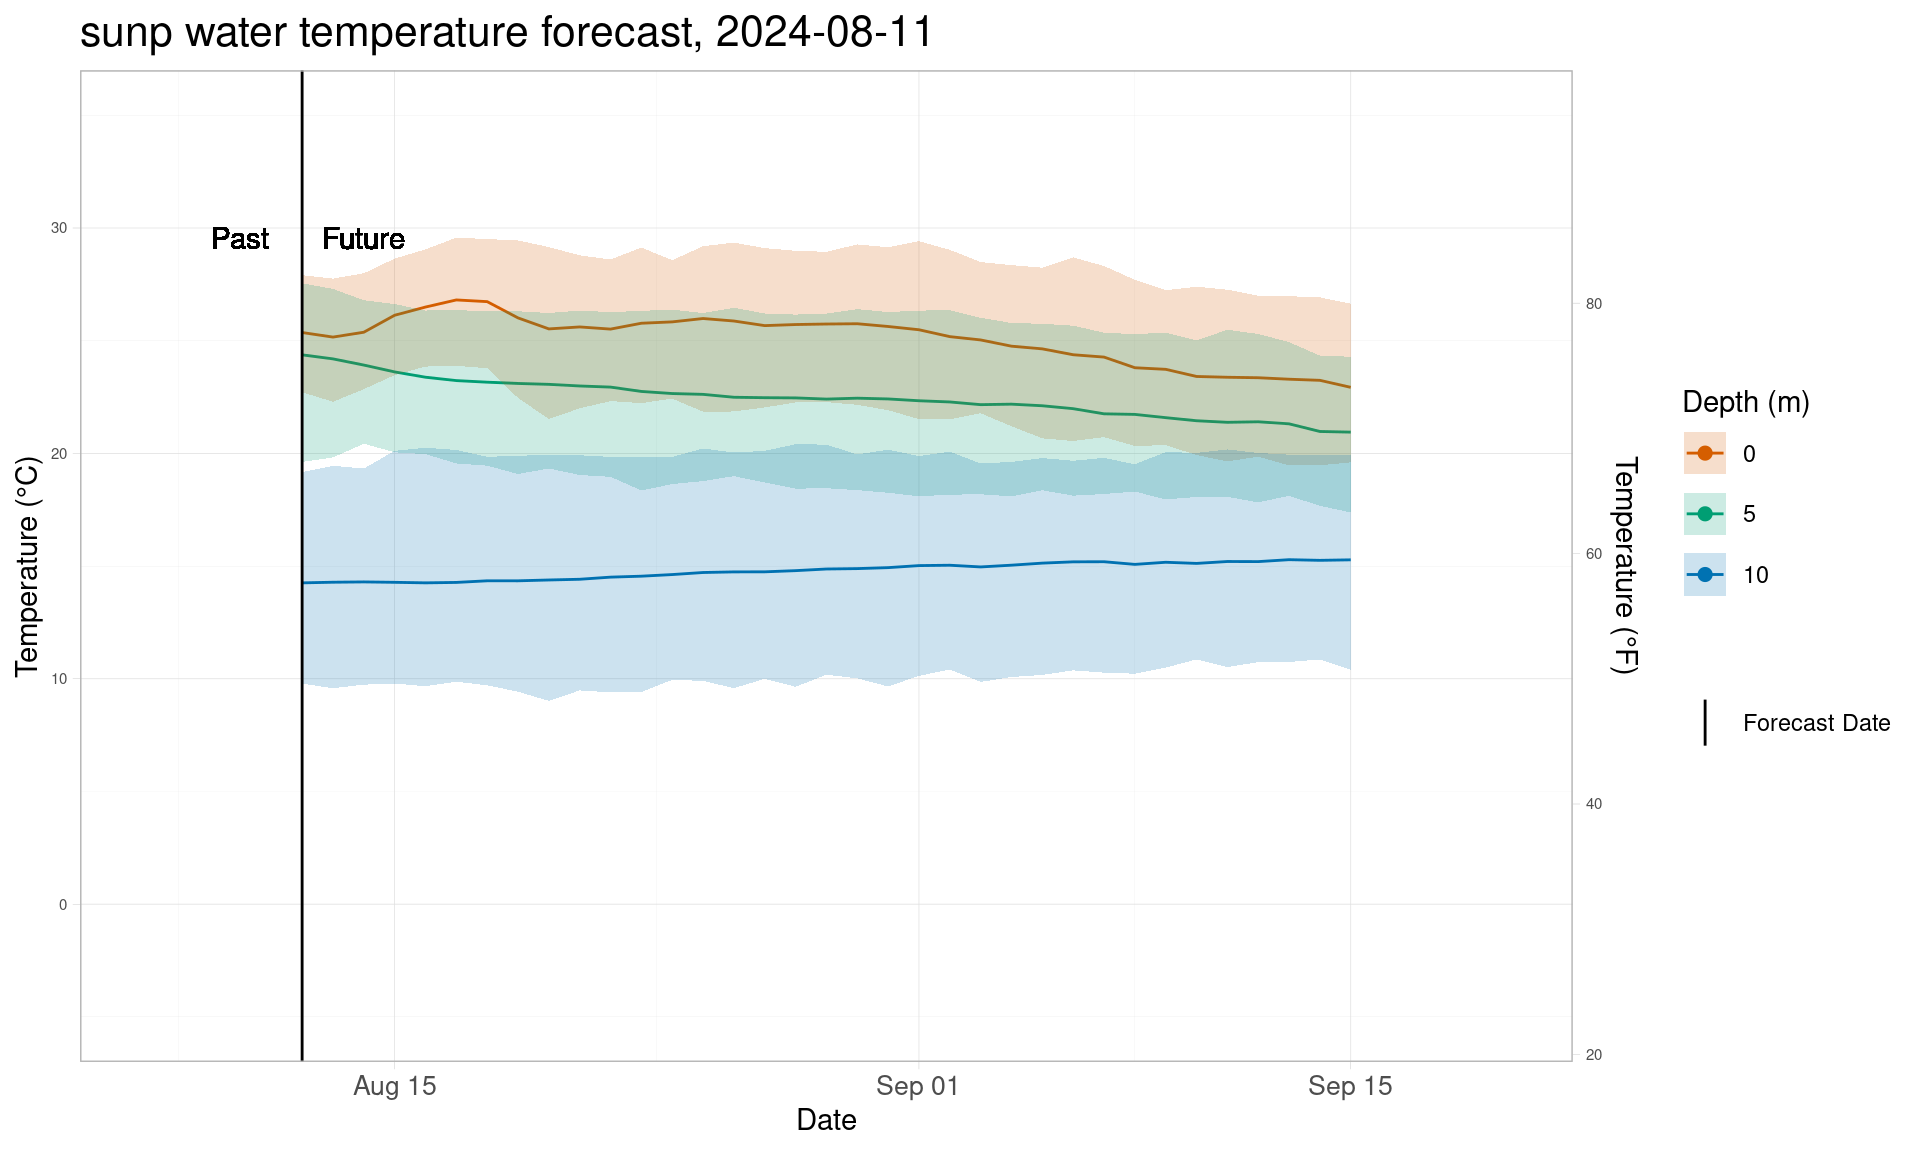 sunp water temperature forecast, 2024-08-11
Past
Future
30
20
10
0
Temperature (°C)
80
60
40
20
Temperature (°F)
Aug 15
Sep 01
Sep 15
Date
Depth (m)
0
5
10
Forecast Date